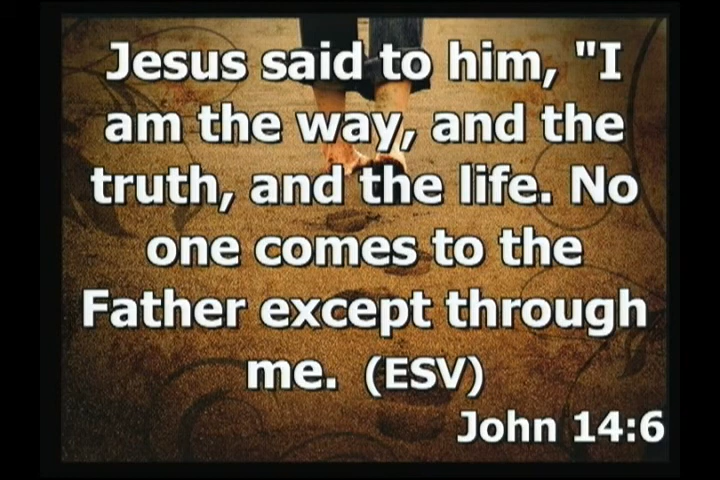 Jesus said to him, "I
am the way, and the
truth, and the life. No
one comes to the
Father except through
me. (ESV)
John 14:6